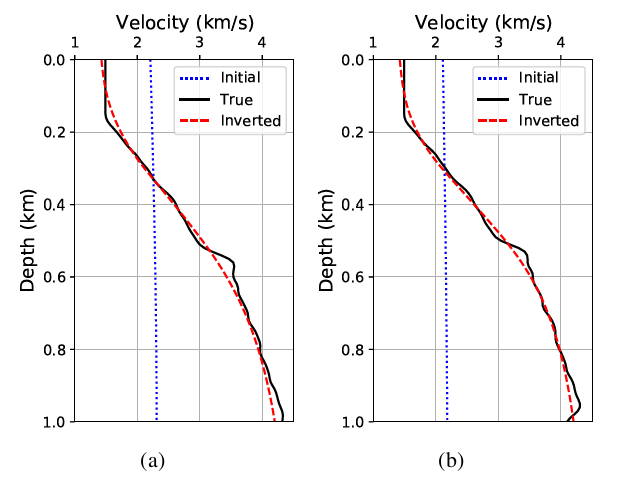 Velocity (km/s)
1 2 3 4
0.0
0.2
0.4
0.6
0.8
1.0
Depth (km)
Initial
True
Inverted
(a)
Velocity (km/s)
1 2 3 4
0.0
0.2
0.4
0.6
0.8
1.0
Depth (km)
Initial
True
Inverted
(b)